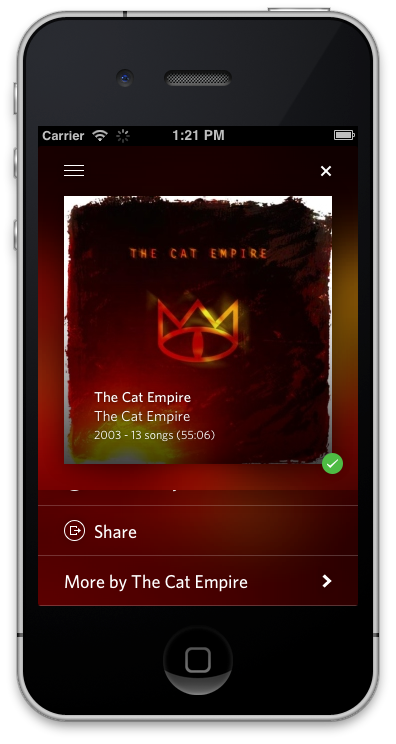 Carrier
1:21 PM
THE CAT EMPIRE
The Cat Empire
The Cat Empire
2003 - 13 songs (55:06)
Share
More by The Cat Empire